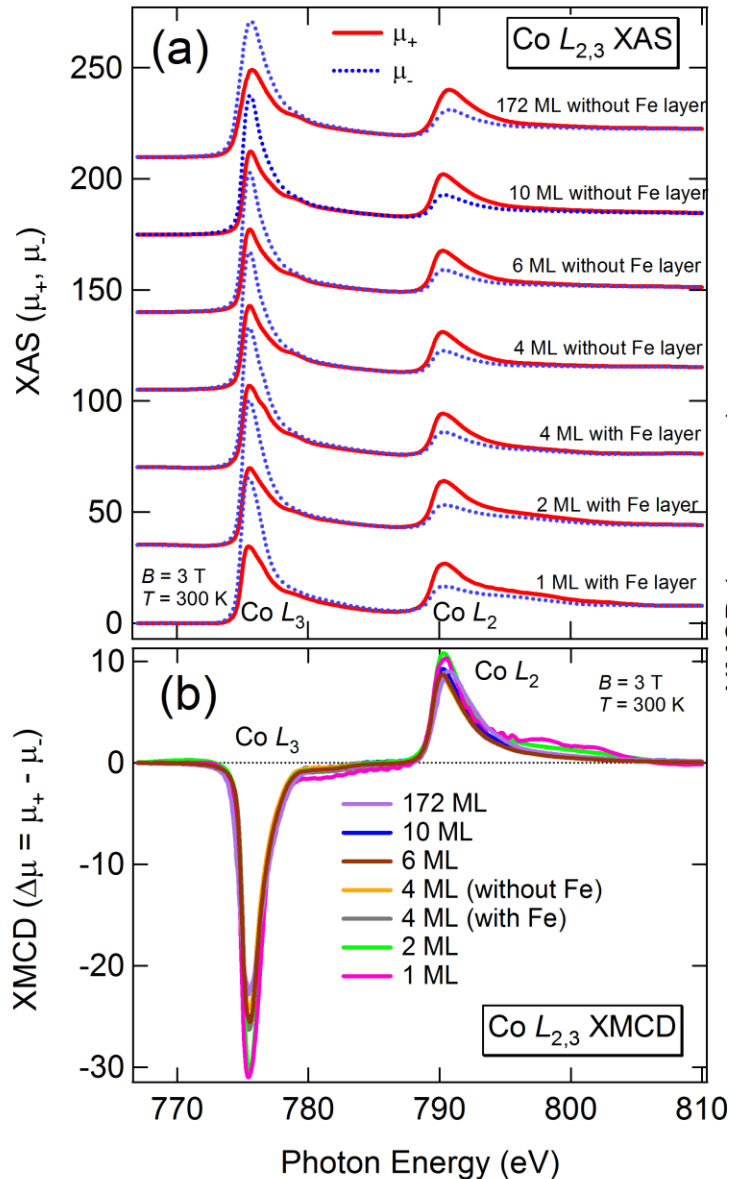 (a)
μ₊
μ₋
Co L₂,₃ XAS
250
200
150
100
50
0
XAS (μ₊, μ₋)
172 ML without Fe layer
10 ML without Fe layer
6 ML without Fe layer
4 ML without Fe layer
4 ML with Fe layer
2 ML with Fe layer
1 ML with Fe layer
B = 3 T
T = 300 K
Co L₃
Co L₂
(b)
Co L₃
Co L₂
B = 3 T
T = 300 K
10
0
-10
-20
-30
XMCD (Δμ = μ₊ - μ₋)
172 ML
10 ML
6 ML
4 ML (without Fe)
4 ML (with Fe)
2 ML
1 ML
Co L₂,₃ XMCD
770 780 790 800 810
Photon Energy (eV)